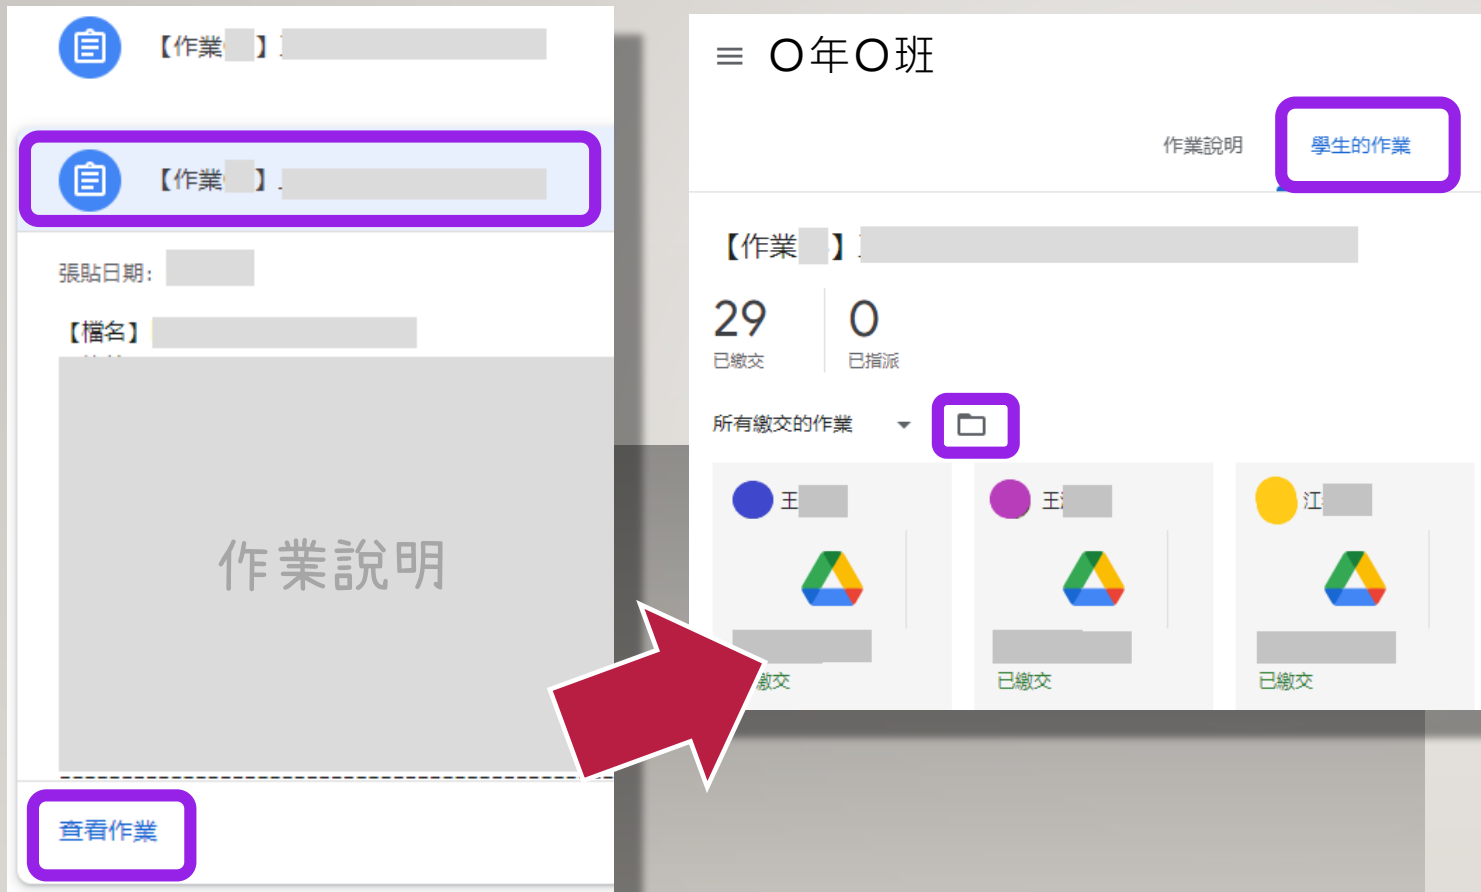 【作業 】
【作業 】
張貼日期:
【檔名】
作業說明
查看作業
〇年〇班
作業說明
學生的作業
【作業 】
29
已繳交
0
已指派
所有繳交的作業
王
王
江
繳交
已繳交
已繳交